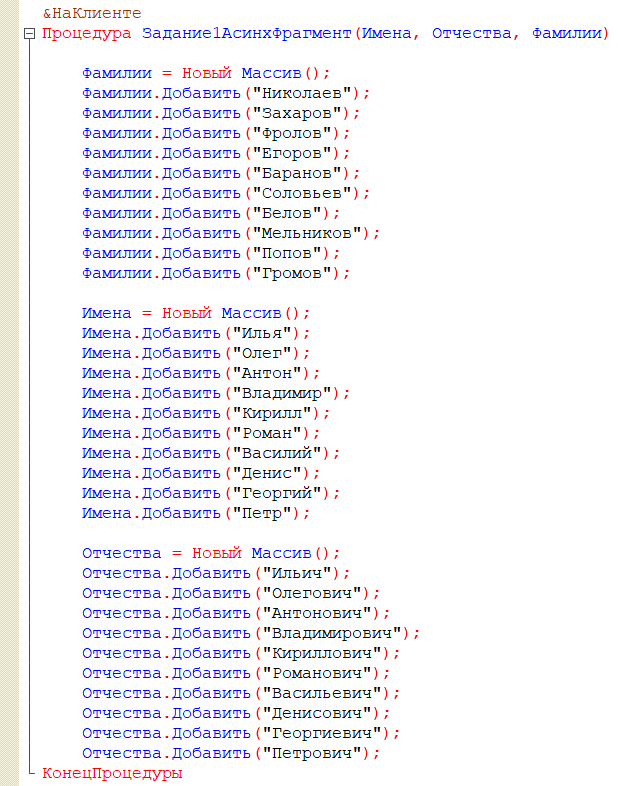 &НаКлиенте
Процедура Задание1АсинхФрагмент(Имена, Отчества, Фамилии)
Фамилии = Новый Массив();
Фамилии.Добавить("Николаев");
Фамилии.Добавить("Захаров");
Фамилии.Добавить("Фролов");
Фамилии.Добавить("Егоров");
Фамилии.Добавить("Баранов");
Фамилии.Добавить("Соловьев");
Фамилии.Добавить("Белов");
Фамилии.Добавить("Мельников");
Фамилии.Добавить("Попов");
Фамилии.Добавить("Громов");
Имена = Новый Массив();
Имена.Добавить("Илья");
Имена.Добавить("Олег");
Имена.Добавить("Антон");
Имена.Добавить("Владимир");
Имена.Добавить("Кирилл");
Имена.Добавить("Роман");
Имена.Добавить("Василий");
Имена.Добавить("Денис");
Имена.Добавить("Георгий");
Имена.Добавить("Петр");
Отчества = Новый Массив();
Отчества.Добавить("Ильич");
Отчества.Добавить("Олегович");
Отчества.Добавить("Антонович");
Отчества.Добавить("Владимирович");
Отчества.Добавить("Кириллович");
Отчества.Добавить("Романович");
Отчества.Добавить("Васильевич");
Отчества.Добавить("Денисович");
Отчества.Добавить("Георгиевич");
Отчества.Добавить("Петрович");
КонецПроцедуры